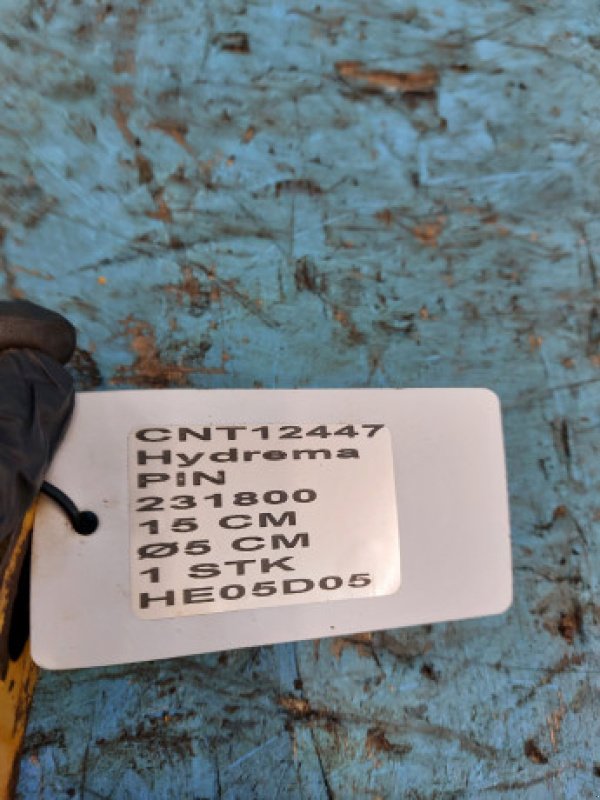 CNT12447
Hydrema
PIN
231800
15 CM
Ø5 CM
1 STK
HE05D05